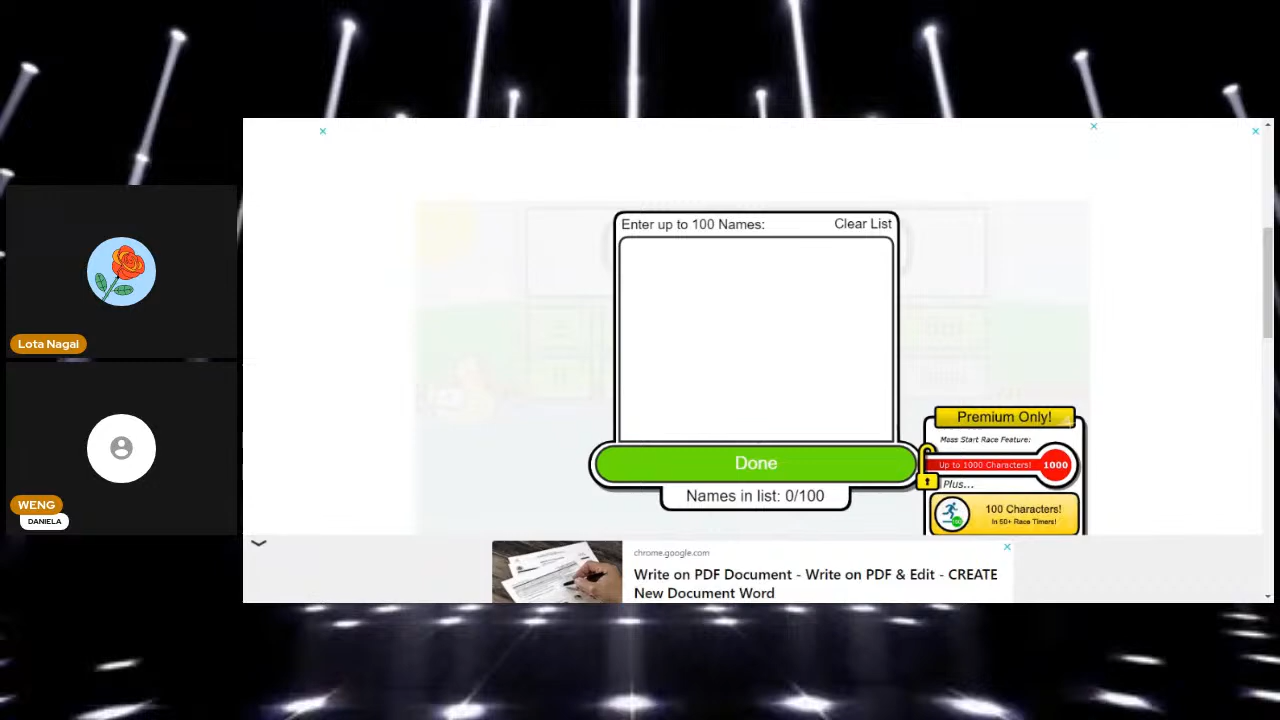 Lota Nagai
WENG
DANIELA
Enter up to 100 Names:
Clear List
Done
Names in list: 0/100
Premium Only!
Mass Start Race Feature:
Up to 1000 Characters!
1000
Plus...
100 Characters!
In 50+ Race Timers!
chrome.google.com
Write on PDF Document - Write on PDF & Edit - CREATE
New Document Word